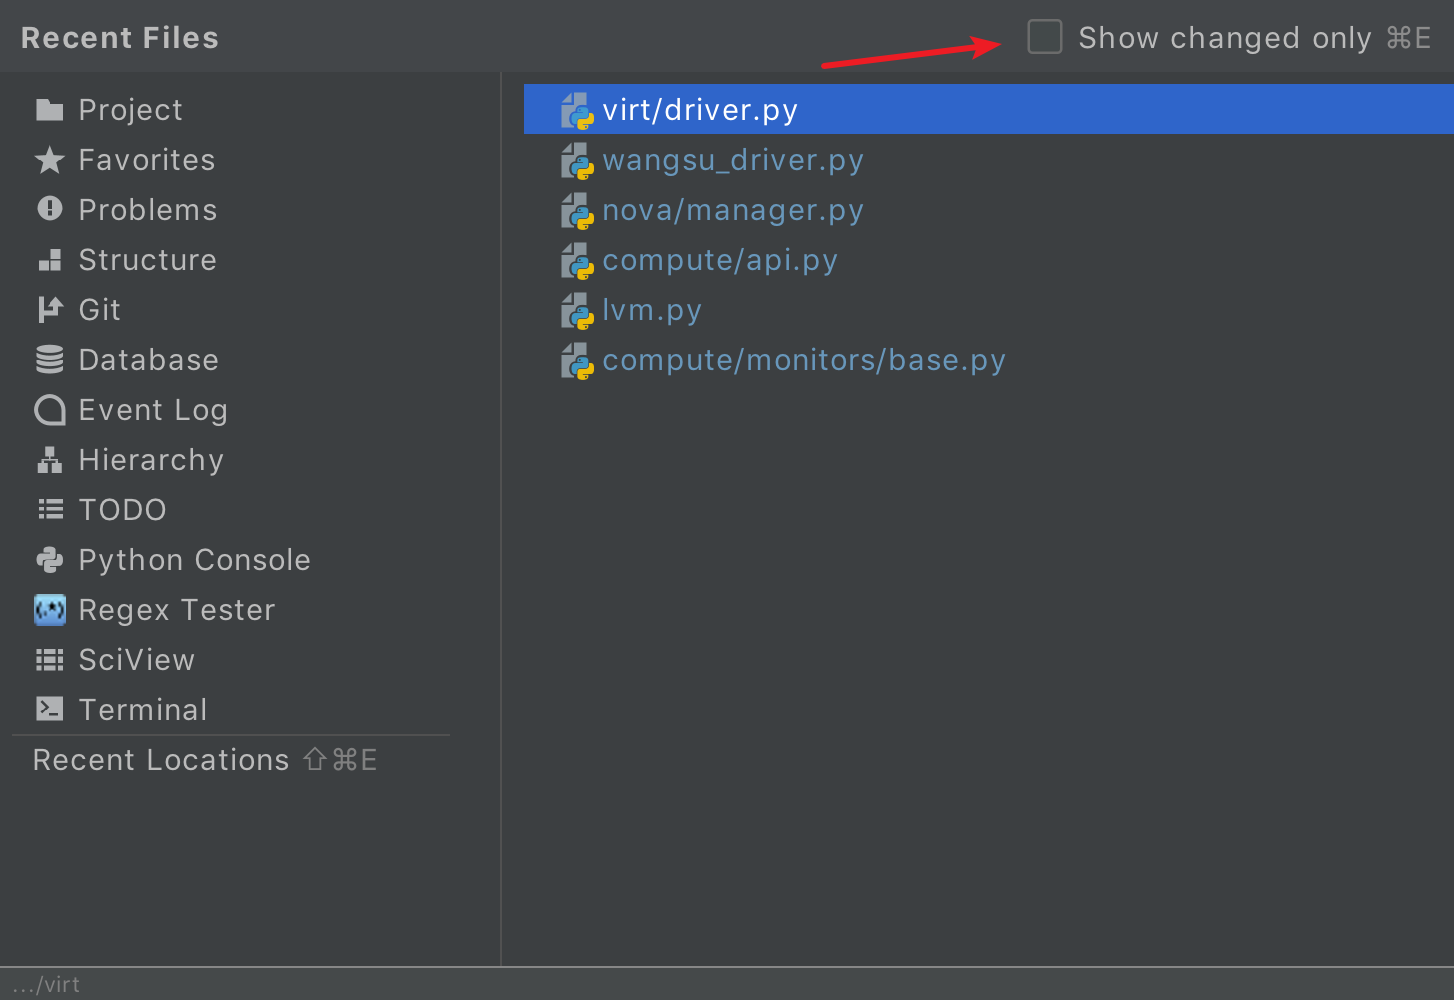 Recent Files
Show changed only ⌘E
Project
Favorites
Problems
Structure
Git
Database
Event Log
Hierarchy
TODO
Python Console
Regex Tester
SciView
Terminal
Recent Locations ⇧⌘E
virt/driver.py
wangsu_driver.py
nova/manager.py
compute/api.py
lvm.py
compute/monitors/base.py
.../virt